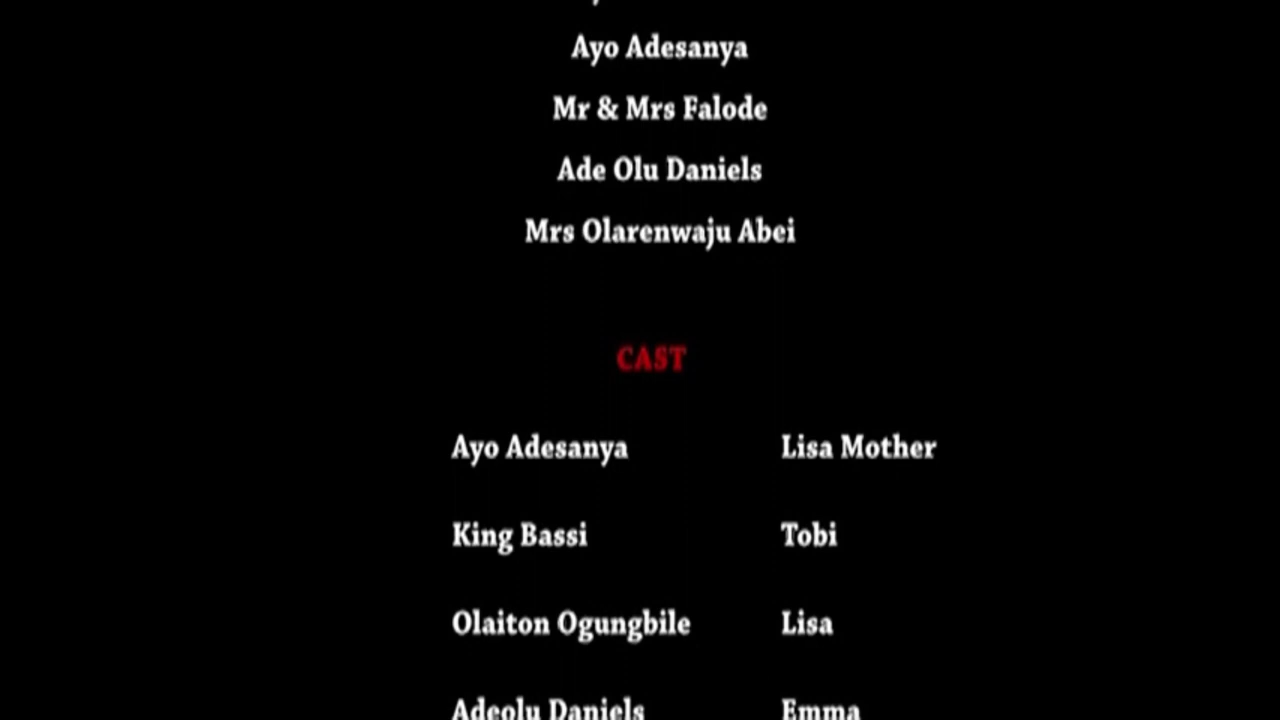 Ayo Adesanya
Mr & Mrs Falode
Ade Olu Daniels
Mrs Olarenwaju Abei
CAST
Ayo Adesanya Lisa Mother
King Bassi Tobi
Olaiton Ogungbile Lisa
Adeolu Daniels Emma